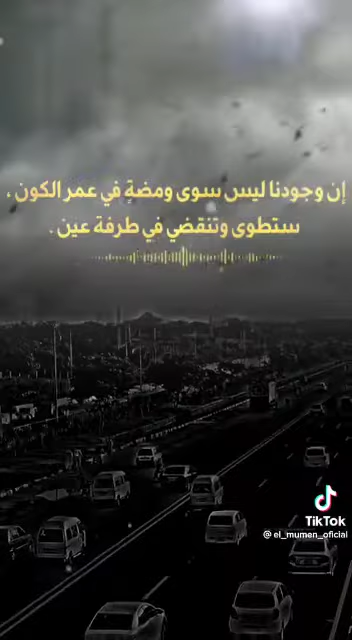 إن وجودنا ليس سوى ومضةٍ في عمر الكون ،
ستطوى وتنقضي في طرفة عين .
TikTok
@el_mumen_oficial